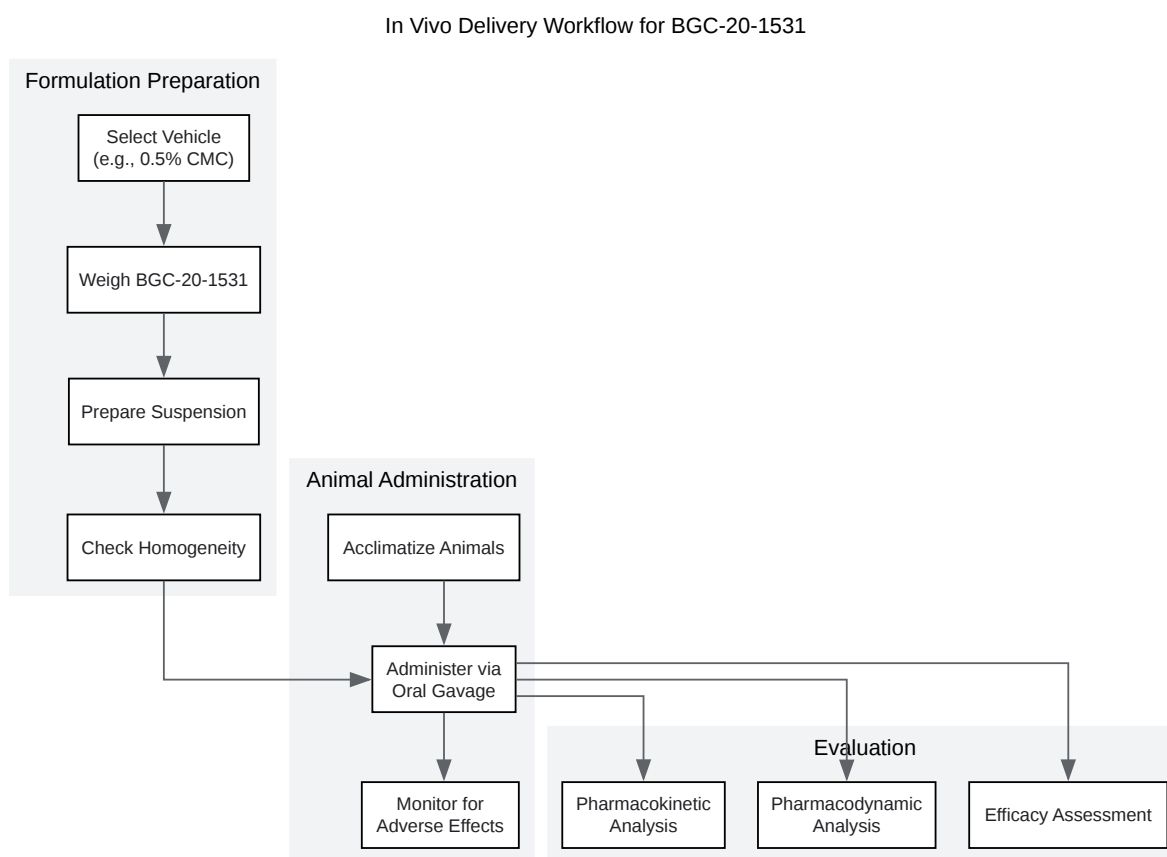 In Vivo Delivery Workflow for BGC-20-1531
Formulation Preparation
Select Vehicle
(e.g., 0.5% CMC)
Weigh BGC-20-1531
Prepare Suspension
Check Homogeneity
Animal Administration
Acclimatize Animals
Administer via
Oral Gavage
Monitor for
Adverse Effects
Evaluation
Pharmacokinetic
Analysis
Pharmacodynamic
Analysis
Efficacy Assessment